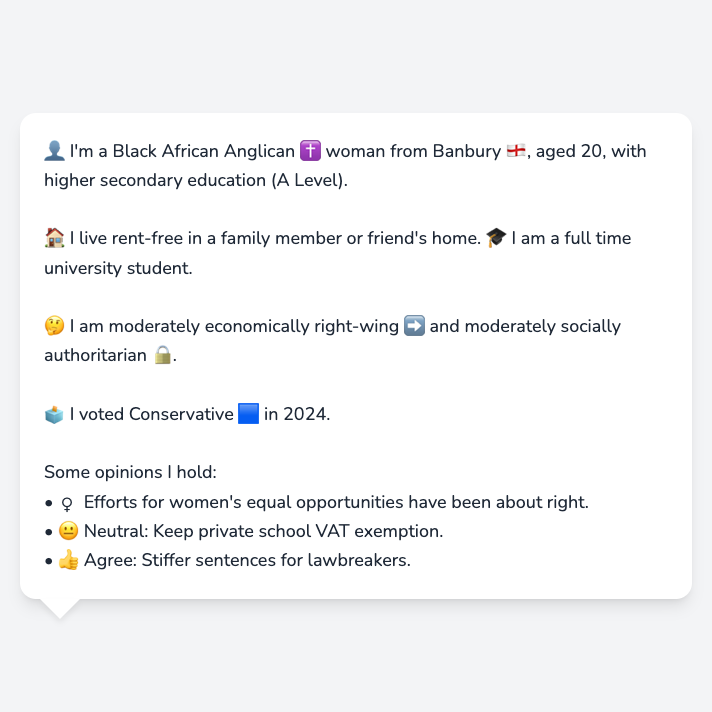 👤 I'm a Black African Anglican ✝️ woman from Banbury 🏴󠁧󠁢󠁥󠁮󠁧󠁿, aged 20, with
higher secondary education (A Level).
🏠 I live rent-free in a family member or friend's home. 🎓 I am a full time
university student.
🤔 I am moderately economically right-wing ➡️ and moderately socially
authoritarian 🔒.
🗳️ I voted Conservative 🟦 in 2024.
Some opinions I hold:
• ♀️ Efforts for women's equal opportunities have been about right.
• 😐 Neutral: Keep private school VAT exemption.
• 👍 Agree: Stiffer sentences for lawbreakers.